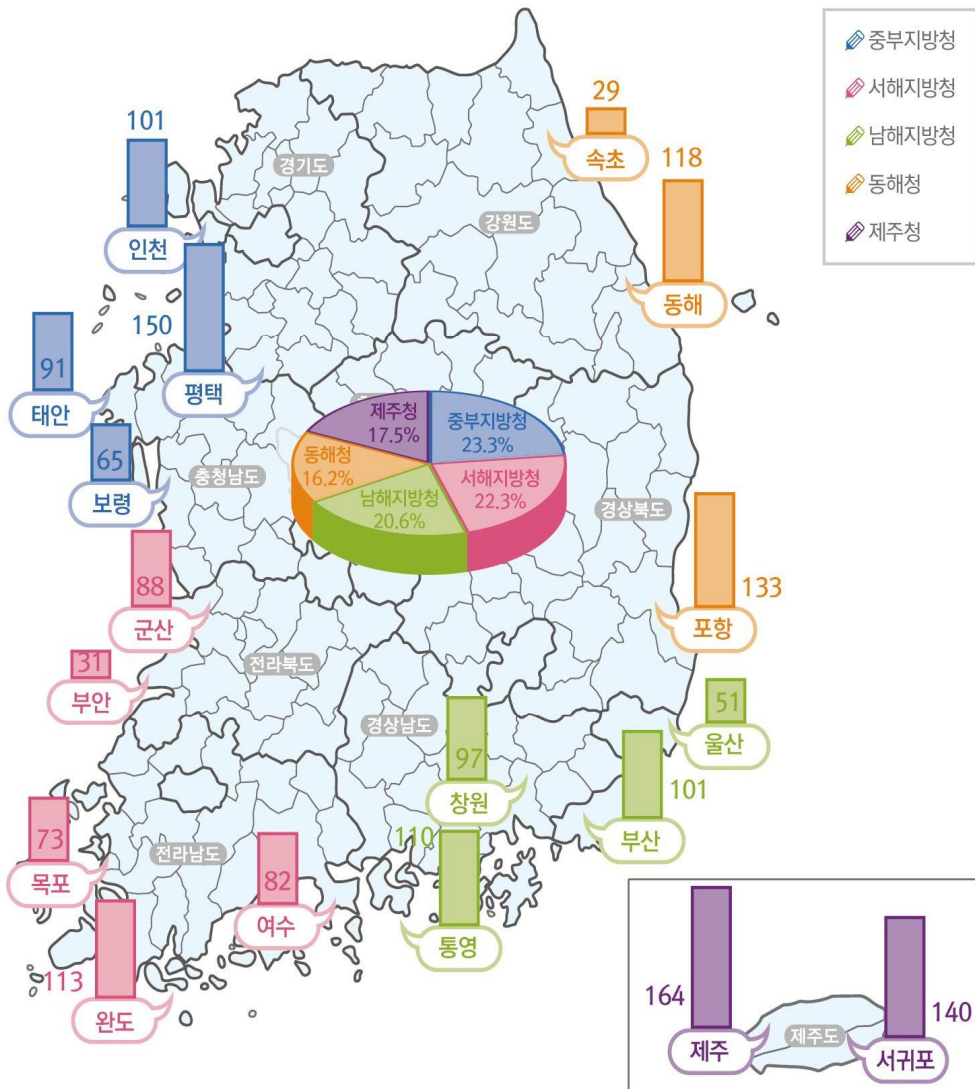 중부지방청
서해지방청
남해지방청
동해청
제주청
29
속초
118
동해
101
인천
경기도
강원도
150
평택
91
태안
65
보령
충청남도
제주청
17.5%
중부지방청
23.3%
동해청
16.2%
서해지방청
22.3%
남해지방청
20.6%
경상북도
133
포항
88
군산
31
부안
전라북도
경상남도
51
울산
97
창원
101
부산
110
통영
73
목포
전라남도
82
여수
113
완도
164
제주
제주도
140
서귀포